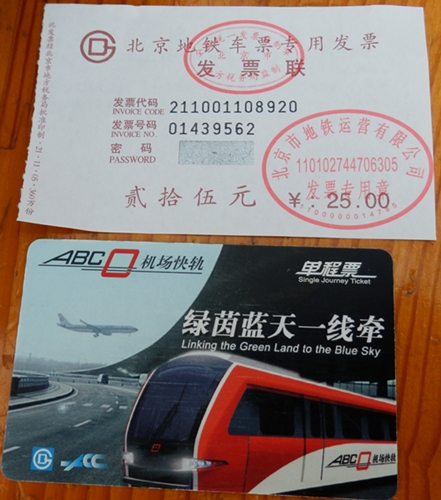 北京地铁车票专用发票
发票联
发票代码
INVOICE CODE
211001108920
发票号码
INVOICE NO.
01439562
密码
PASSWORD
贰拾伍元
¥: 25.00
北京市地铁运营有限公司
110102744706305
发票专用章
ABC 机场快轨
单程票
Single Journey Ticket
绿茵蓝天一线牵
Linking the Green Land to the Blue Sky
ABC 机场快轨
ACC